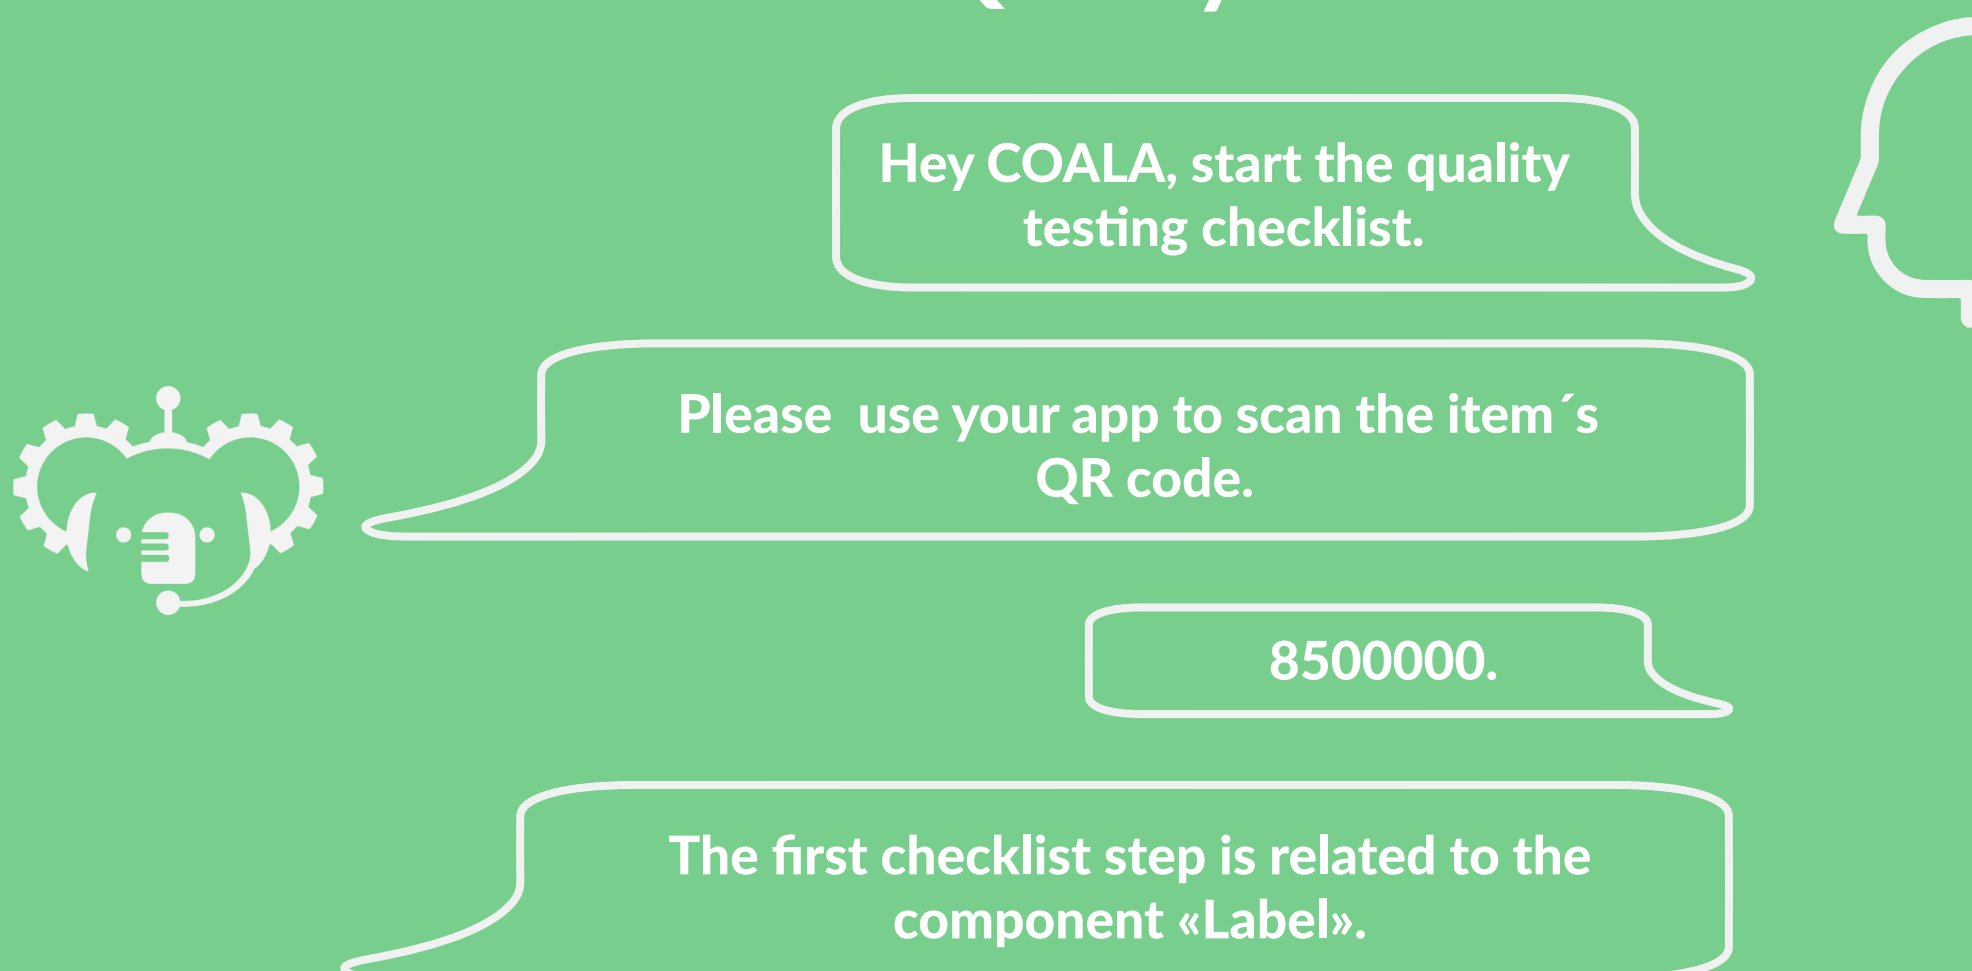 Hey COALA, start the quality
testing checklist.
Please  use your app to scan the item´s
QR code.
8500000.
The first checklist step is related to the
component «Label».